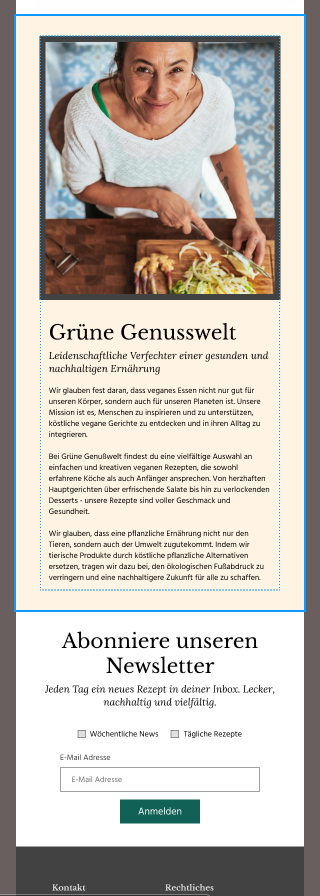 Grüne Genusswelt
Leidenschaftliche Verfechter einer gesunden und
nachhaltigen Ernährung
Wir glauben fest daran, dass veganes Essen nicht nur gut für
unseren Körper, sondern auch für unseren Planeten ist. Unsere
Mission ist es, Menschen zu inspirieren und zu unterstützen,
köstliche vegane Gerichte zu entdecken und in ihren Alltag zu
integrieren.
Bei Grüne Genußwelt findest du eine vielfältige Auswahl an
einfachen und kreativen veganen Rezepten, die sowohl
erfahrene Köche als auch Anfänger ansprechen. Von herzhaften
Hauptgerichten über erfrischende Salate bis hin zu verlockenden
Desserts - unsere Rezepte sind voller Geschmack und
Gesundheit.
Wir glauben, dass eine pflanzliche Ernährung nicht nur den
Tieren, sondern auch der Umwelt zugutekommt. Indem wir
tierische Produkte durch köstliche pflanzliche Alternativen
ersetzen, tragen wir dazu bei, den ökologischen Fußabdruck zu
verringern und eine nachhaltigere Zukunft für alle zu schaffen.
Abonniere unseren
Newsletter
Jeden Tag ein neues Rezept in deiner Inbox. Lecker,
nachhaltig und vielfältig.
Wöchentliche News Tägliche Rezepte
E-Mail Adresse
E-Mail Adresse
Anmelden
Kontakt Rechtliches